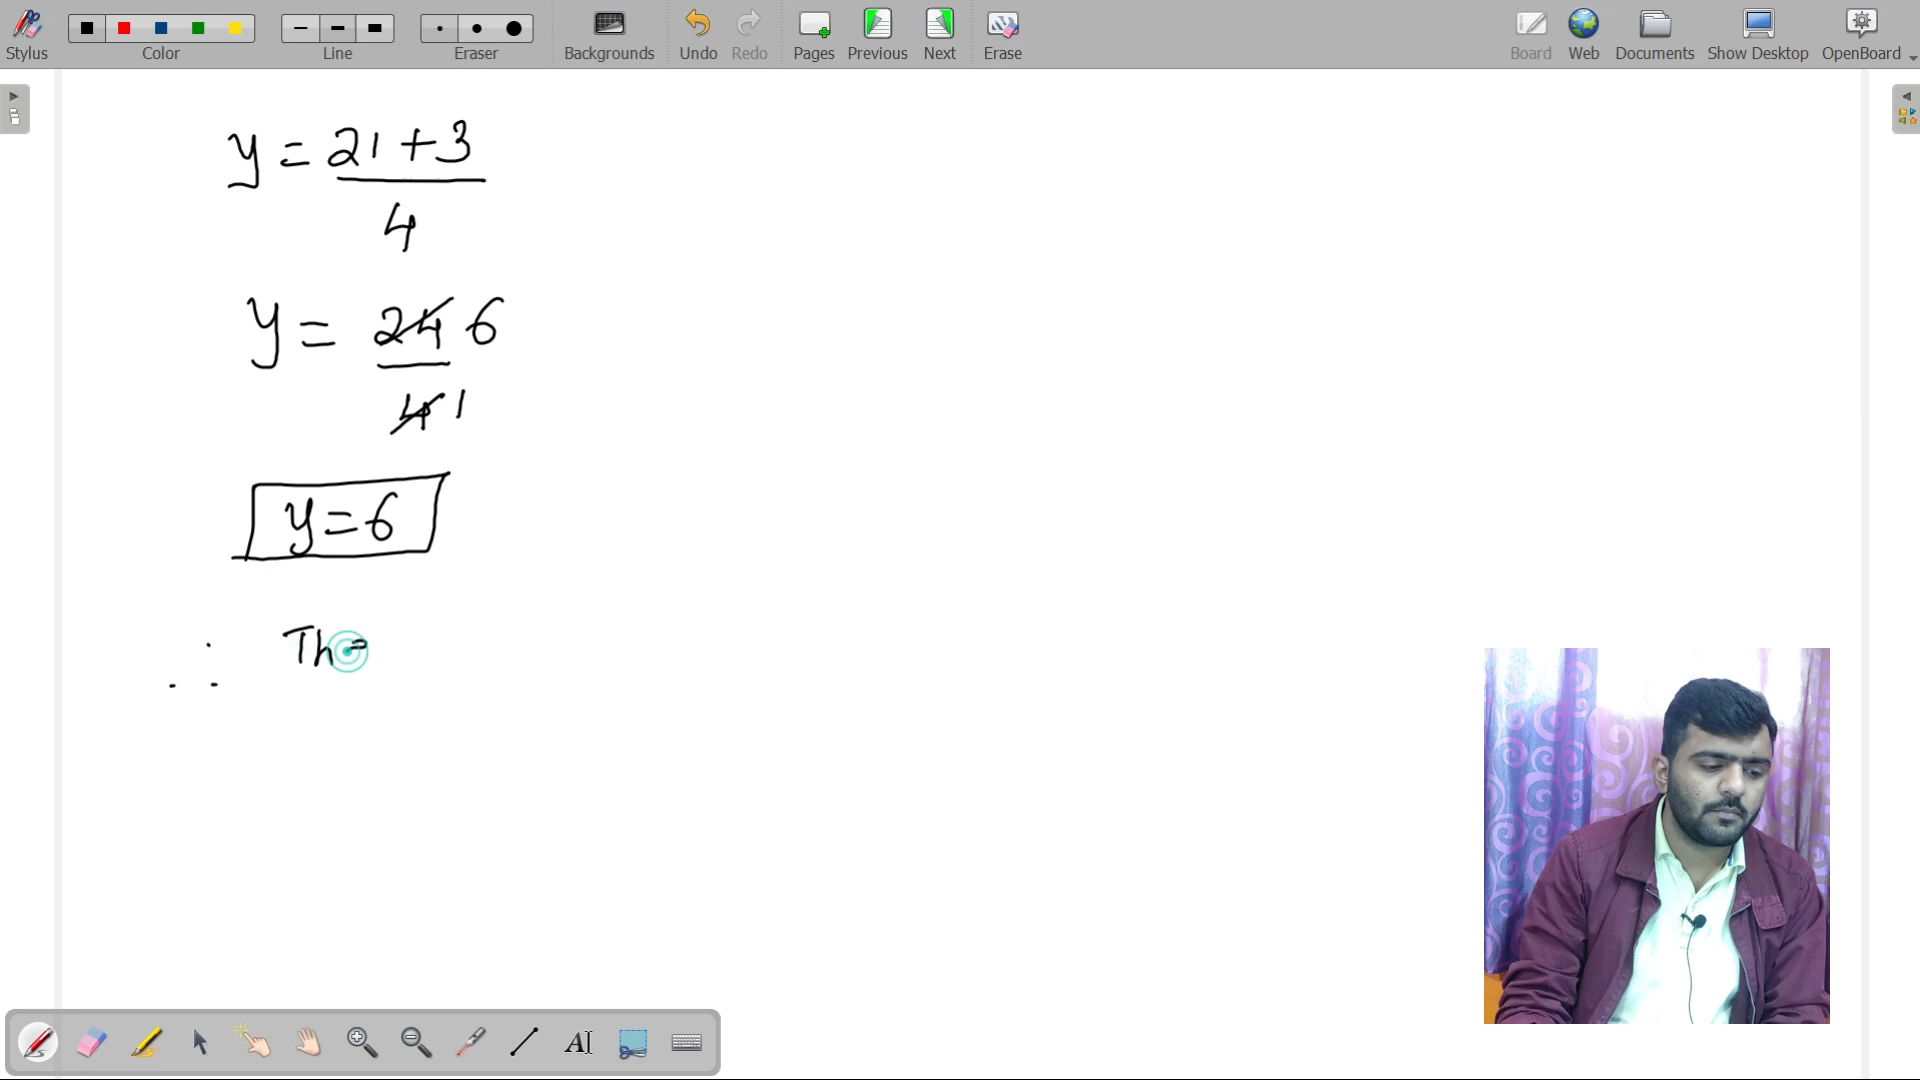 Stylus Color Line Eraser Backgrounds Undo Redo Pages Previous Next Erase Board Web Documents Show Desktop OpenBoard
y = 21 + 3
4
y = 24 6
4 1
y = 6
∴ The